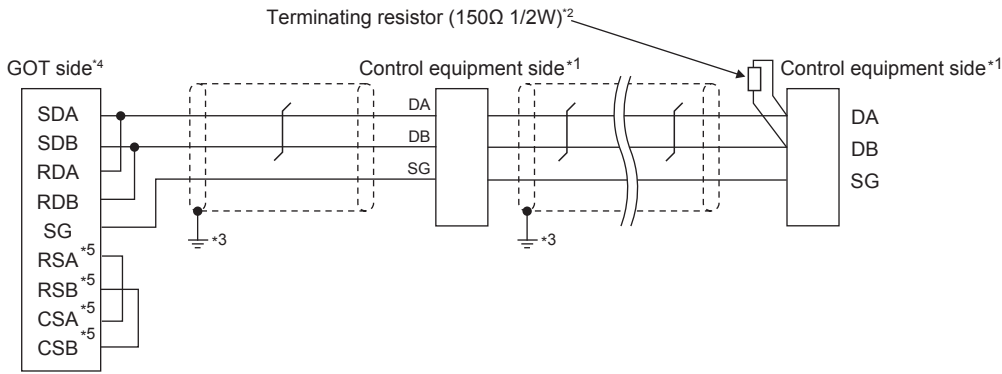 Terminating resistor (150Ω 1/2W)*2
GOT side*4
Control equipment side*1
Control equipment side*1
SDA
SDB
RDA
RDB
SG
RSA*5
RSB*5
CSA*5
CSB*5
DA
DB
SG
DA
DB
SG
*3
*3